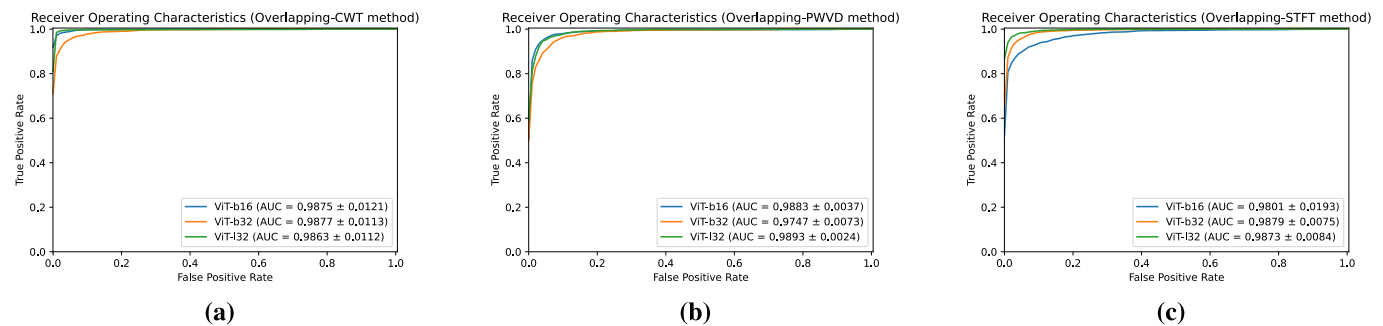 Receiver Operating Characteristics (Overlapping-CWT method)
True Positive Rate
1.0
0.8
0.6
0.4
0.2
0.0
ViT-b16 (AUC = 0.9875 ± 0.0121)
ViT-b32 (AUC = 0.9877 ± 0.0113)
ViT-l32 (AUC = 0.9863 ± 0.0112)
0.0 0.2 0.4 0.6 0.8 1.0
False Positive Rate
(a)
Receiver Operating Characteristics (Overlapping-PWVD method)
True Positive Rate
1.0
0.8
0.6
0.4
0.2
0.0
ViT-b16 (AUC = 0.9883 ± 0.0037)
ViT-b32 (AUC = 0.9747 ± 0.0073)
ViT-l32 (AUC = 0.9893 ± 0.0024)
0.0 0.2 0.4 0.6 0.8 1.0
False Positive Rate
(b)
Receiver Operating Characteristics (Overlapping-STFT method)
True Positive Rate
1.0
0.8
0.6
0.4
0.2
0.0
ViT-b16 (AUC = 0.9801 ± 0.0193)
ViT-b32 (AUC = 0.9879 ± 0.0075)
ViT-l32 (AUC = 0.9873 ± 0.0084)
0.0 0.2 0.4 0.6 0.8 1.0
False Positive Rate
(c)